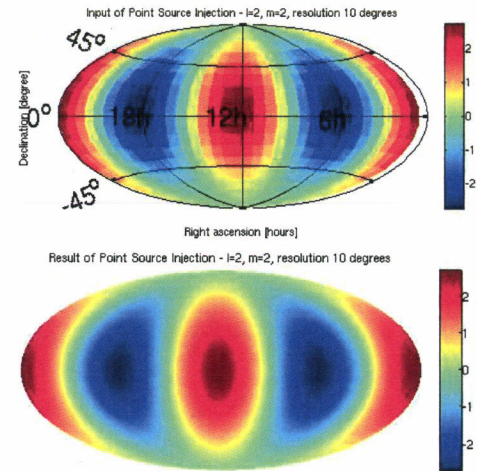 Input of Point Source Injection - l=2, m=2, resolution 10 degrees
45°
2
1
0
-1
-2
Declination [degree]
0°
18h
12h
6h
-45°
Right ascension [hours]
Result of Point Source Injection - l=2, m=2, resolution 10 degrees
2
1
0
-1
-2